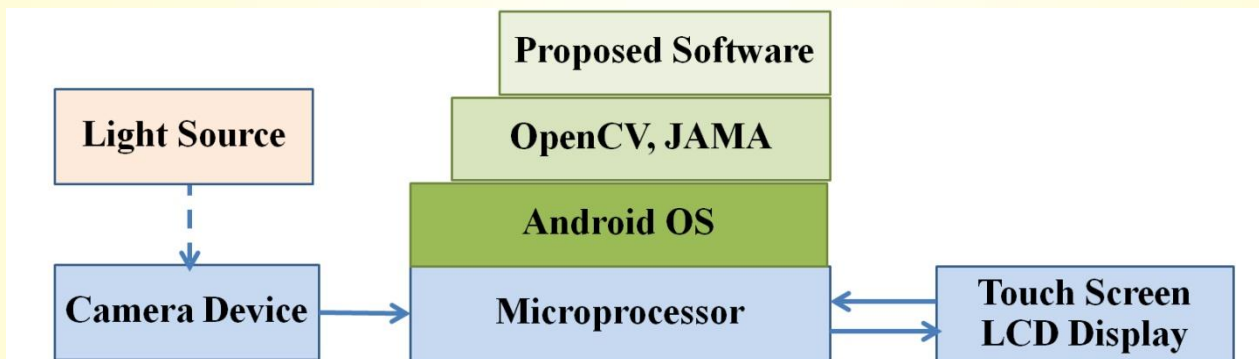 Proposed Software
Light Source
OpenCV, JAMA
Android OS
Camera Device
Microprocessor
Touch Screen
LCD Display